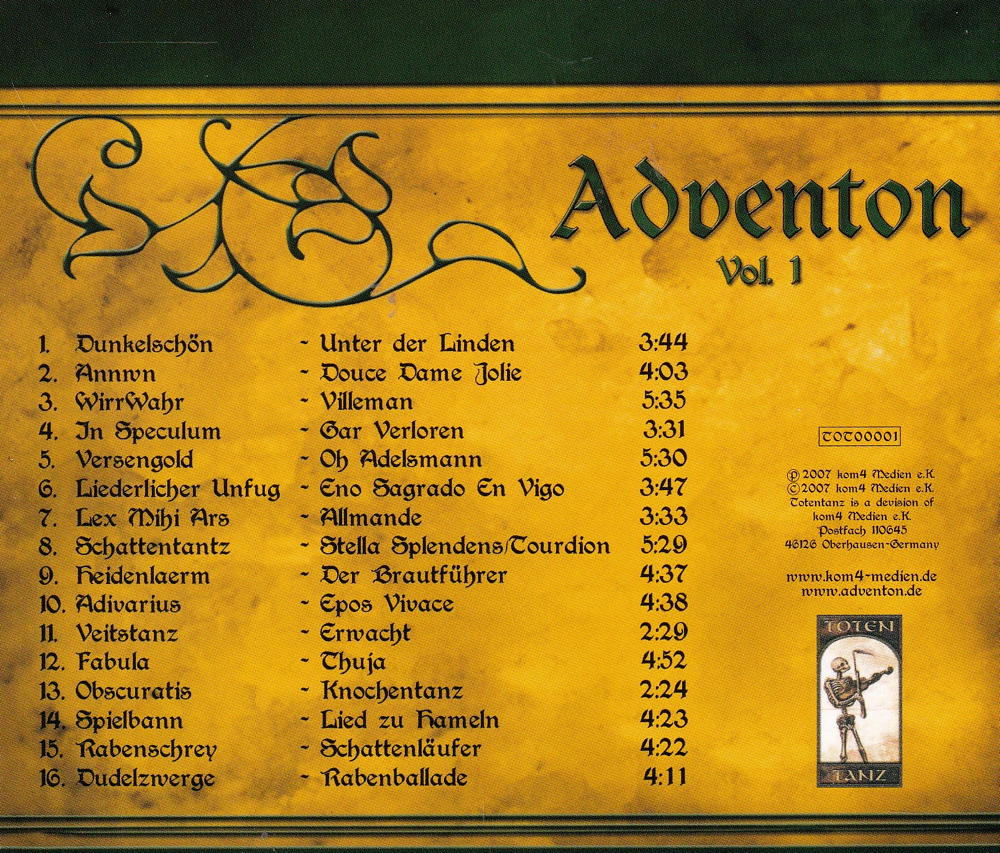 Adventon
Vol. 1
1. Dunkelschön - Unter der Linden 3:44
2. Annwn - Douce Dame Jolie 4:03
3. WirrWahr - Villeman 5:35
4. In Speculum - Gar Verloren 3:31
5. Versengold - Oh Adelsmann 5:30
6. Liederlicher Unfug - Eno Sagrado En Vigo 3:47
7. Lex Mihi Ars - Allmande 3:33
8. Schattentantz - Stella Splendens/Tourdion 5:29
9. Heidenlaerm - Der Brautführer 4:37
10. Adivarius - Epos Vivace 4:38
11. Veitstanz - Erwacht 2:29
12. Fabula - Thuja 4:52
13. Obscuratis - Knochentanz 2:24
14. Spielbann - Lied zu Hameln 4:23
15. Rabenschrey - Schattenläufer 4:22
16. Dudelzwerge - Rabenballade 4:11
TOT00001
℗ 2007 kom4 Medien e.K.
© 2007 kom4 Medien e.K.
Totentanz is a devision of
kom4 Medien e.K.
Postfach 110645
46126 Oberhausen-Germany
www.kom4-medien.de
www.adventon.de
TOTEN
TANZ